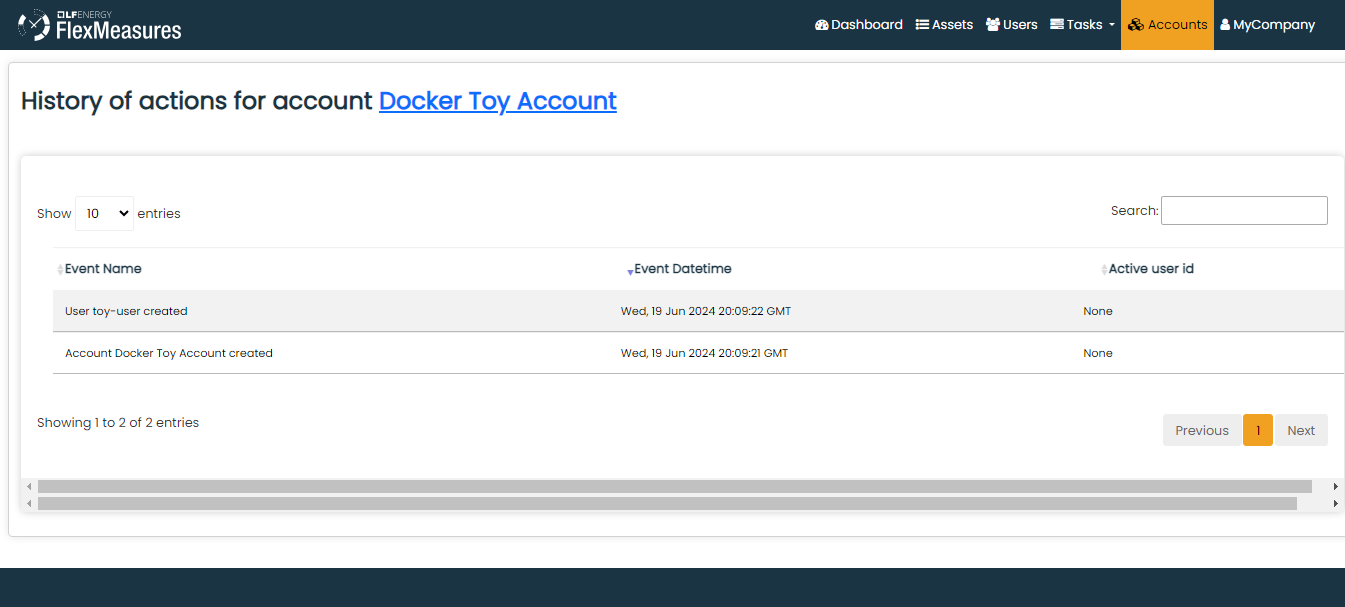 LFENERGY
FlexMeasures
Dashboard Assets Users Tasks Accounts MyCompany
History of actions for account Docker Toy Account
Show 10 entries
Search:
Event Name Event Datetime Active user id
User toy-user created Wed, 19 Jun 2024 20:09:22 GMT None
Account Docker Toy Account created Wed, 19 Jun 2024 20:09:21 GMT None
Showing 1 to 2 of 2 entries
Previous 1 Next